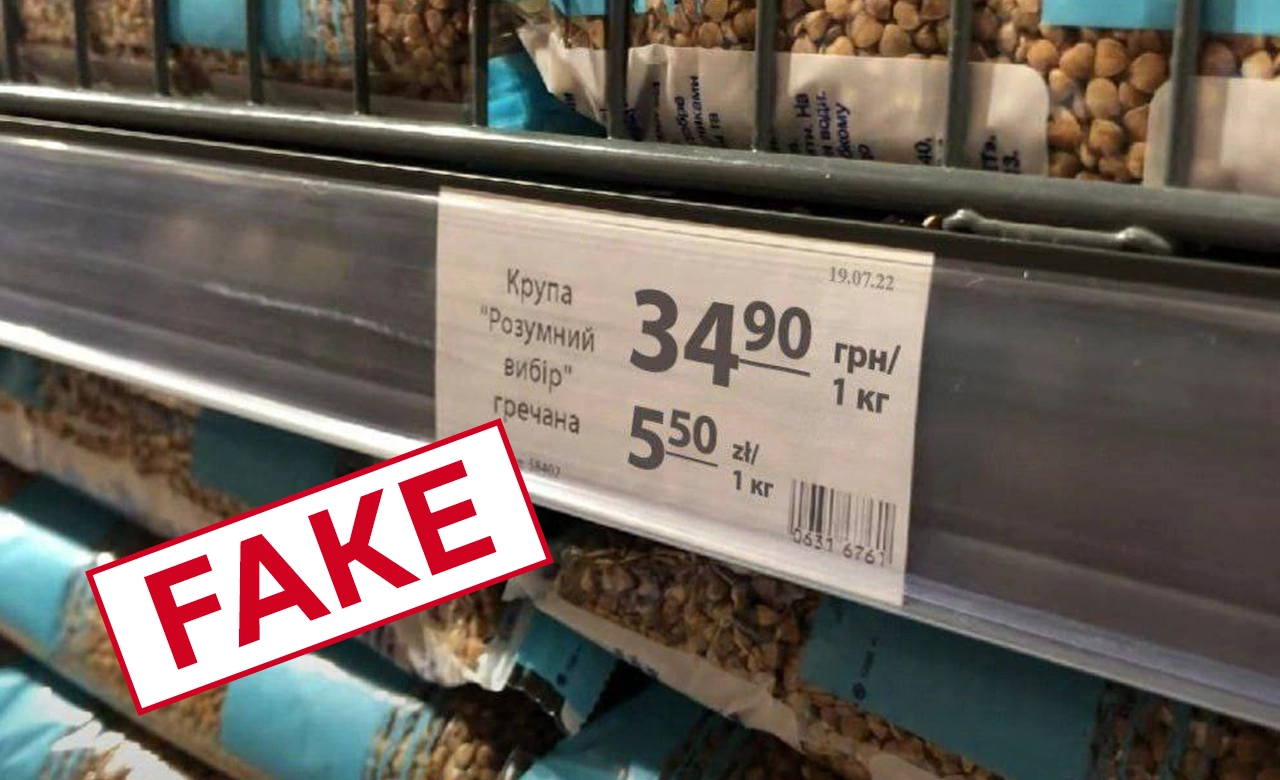 19.07.22
Крупа
"Розумний
вибір"
гречана
34 90 грн/
1 кг
5 50 zł/
1 кг
58407
0631 6761
FAKE